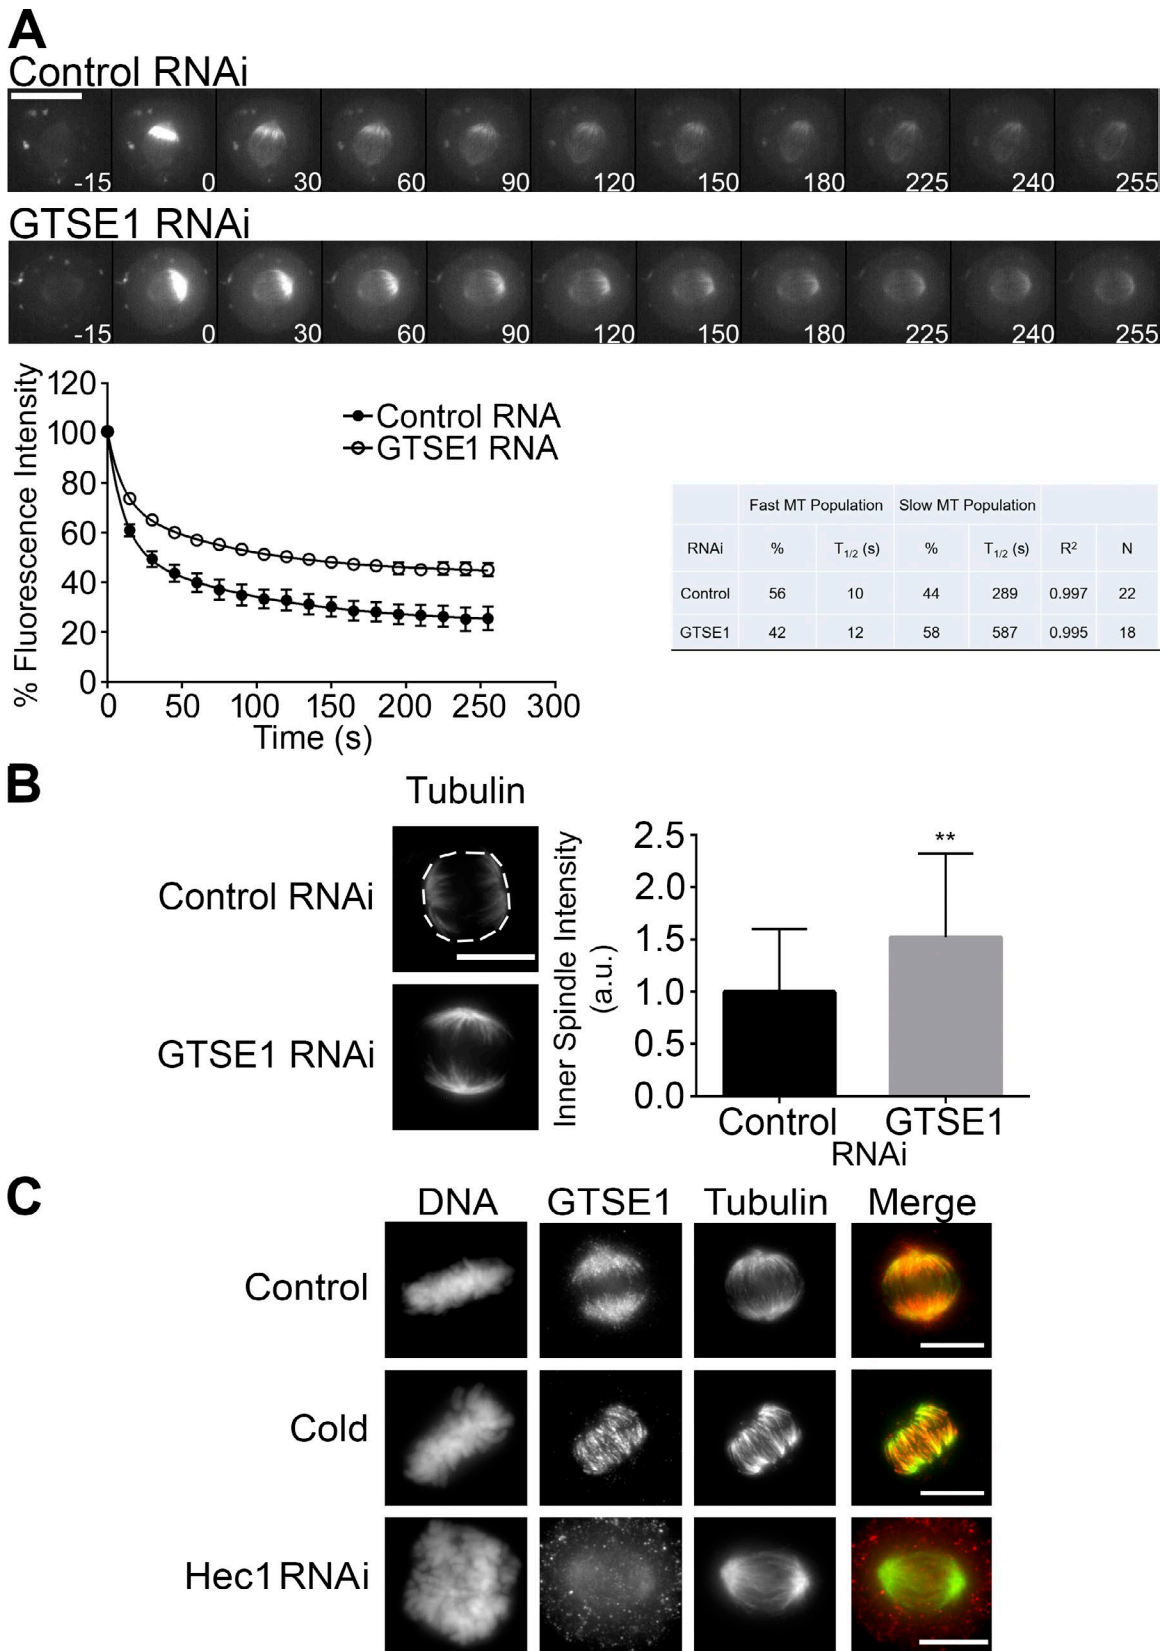 A
Control RNAi
-15 0 30 60 90 120 150 180 225 240 255
GTSE1 RNAi
-15 0 30 60 90 120 150 180 225 240 255
% Fluorescence Intensity
120
100
80
60
40
20
0
0 50 100 150 200 250 300
Time (s)
Control RNA
GTSE1 RNA
Fast MT Population Slow MT Population
RNAi % T1/2 (s) % T1/2 (s) R² N
Control 56 10 44 289 0.997 22
GTSE1 42 12 58 587 0.995 18
B
Tubulin
Control RNAi
GTSE1 RNAi
Inner Spindle Intensity
(a.u.)
2.5
2.0
1.5
1.0
0.5
0.0
**
Control GTSE1
RNAi
C
DNA GTSE1 Tubulin Merge
Control
Cold
Hec1 RNAi